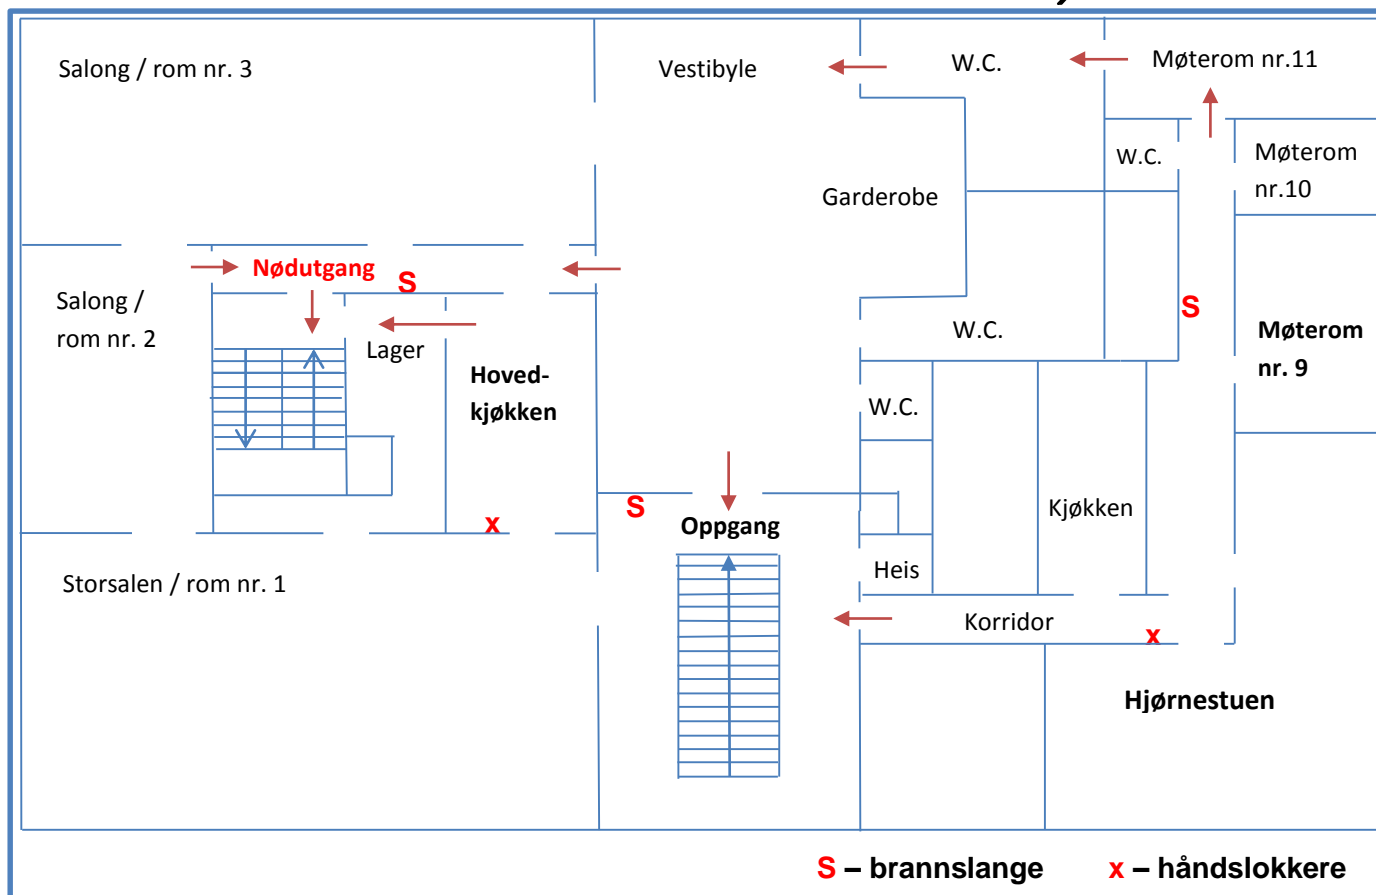 Salong / rom nr. 3
Vestibyle
W.C.
Møterom nr.11
W.C.
Møterom
nr.10
Garderobe
Nødutgang
S
Salong /
rom nr. 2
Lager
Hoved-
kjøkken
S
W.C.
Møterom
nr. 9
W.C.
S
x
Oppgang
Kjøkken
Heis
Storsalen / rom nr. 1
Korridor
x
Hjørnestuen
S – brannslange
x – håndslokkere